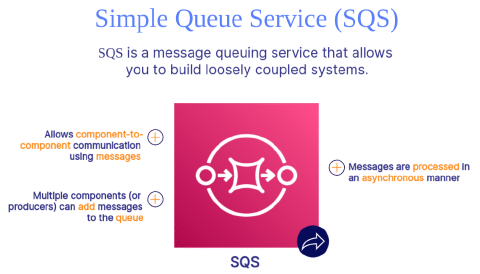 Simple Queue Service (SQS)
SQS is a message queuing service that allows
you to build loosely coupled systems.
Allows component-to-
component communication
using messages
Multiple components (or
producers) can add messages
to the queue
Messages are processed in
an asynchronous manner
SQS